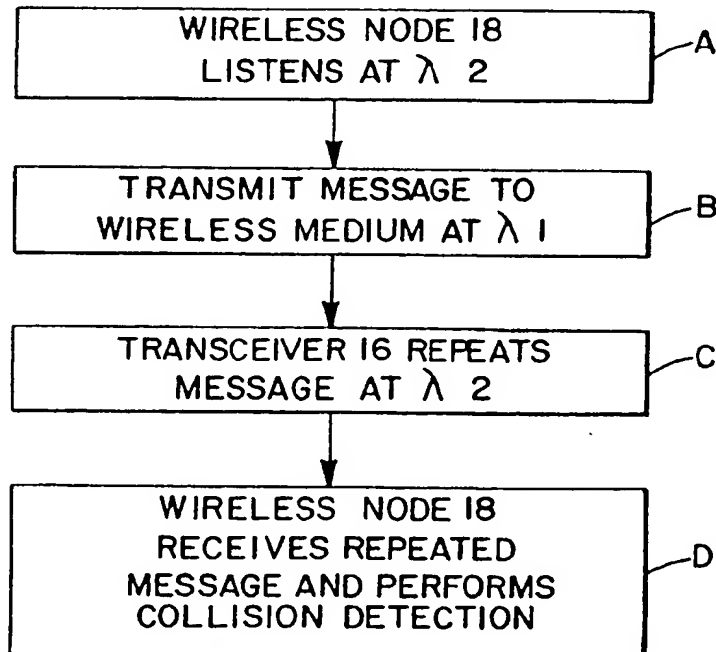 WIRELESS NODE 18
LISTENS AT λ 2
A
TRANSMIT MESSAGE TO
WIRELESS MEDIUM AT λ 1
B
TRANSCEIVER 16 REPEATS
MESSAGE AT λ 2
C
WIRELESS NODE 18
RECEIVES REPEATED
MESSAGE AND PERFORMS
COLLISION DETECTION
D